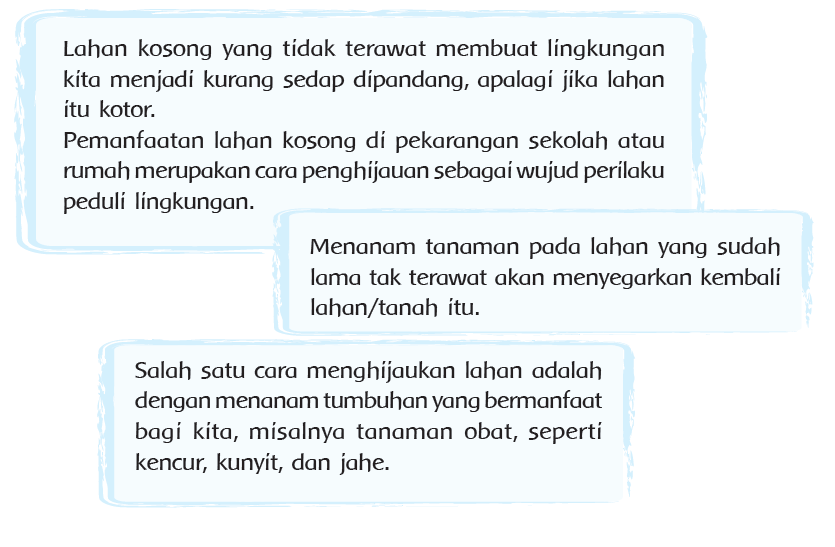 Lahan kosong yang tidak terawat membuat lingkungan
kita menjadi kurang sedap dipandang, apalagi jika lahan
itu kotor.
Pemanfaatan lahan kosong di pekarangan sekolah atau
rumah merupakan cara penghijauan sebagai wujud perilaku
peduli lingkungan.
Menanam tanaman pada lahan yang sudah
lama tak terawat akan menyegarkan kembali
lahan/tanah itu.
Salah satu cara menghijaukan lahan adalah
dengan menanam tumbuhan yang bermanfaat
bagi kita, misalnya tanaman obat, seperti
kencur, kunyit, dan jahe.